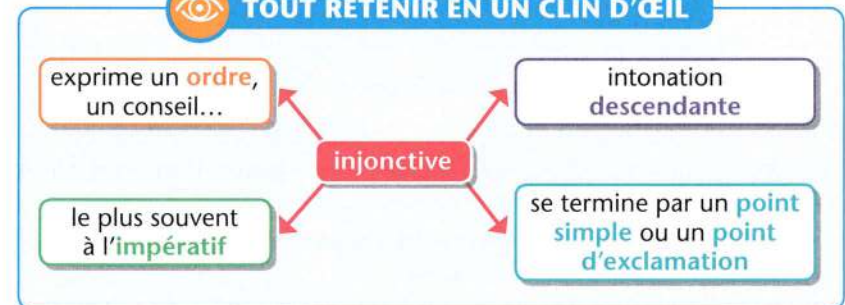 TOUT RETENIR EN UN CLIN D'ŒIL
exprime un ordre,
un conseil…
intonation
descendante
injonctive
le plus souvent
à l'impératif
se termine par un point
simple ou un point
d'exclamation